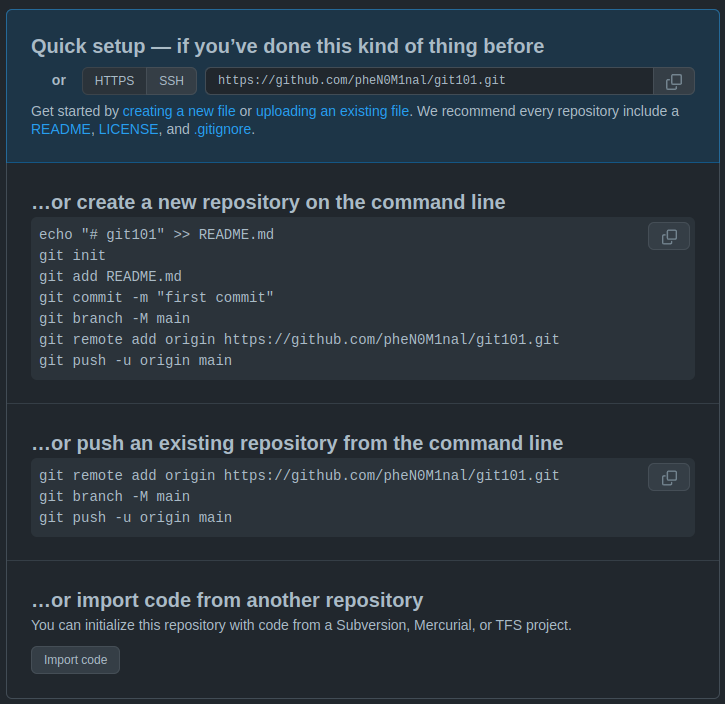 Quick setup — if you’ve done this kind of thing before
or HTTPS SSH https://github.com/pheN0M1nal/git101.git
Get started by creating a new file or uploading an existing file. We recommend every repository include a
README, LICENSE, and .gitignore.
…or create a new repository on the command line
echo "# git101" >> README.md
git init
git add README.md
git commit -m "first commit"
git branch -M main
git remote add origin https://github.com/pheN0M1nal/git101.git
git push -u origin main
…or push an existing repository from the command line
git remote add origin https://github.com/pheN0M1nal/git101.git
git branch -M main
git push -u origin main
…or import code from another repository
You can initialize this repository with code from a Subversion, Mercurial, or TFS project.
Import code